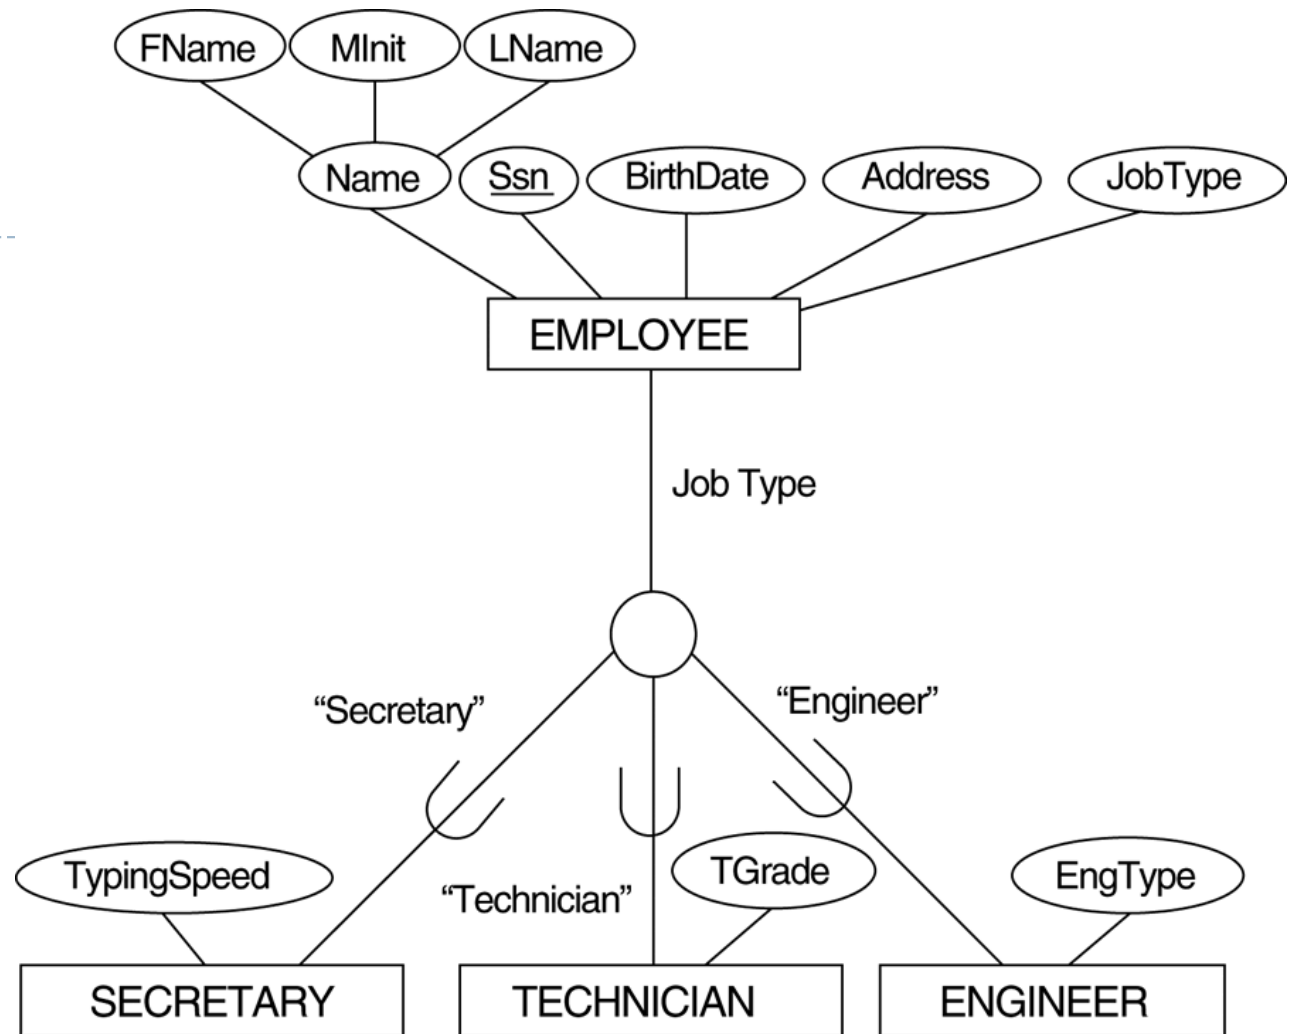 FName MInit LName
Name Ssn BirthDate Address JobType
EMPLOYEE
Job Type
“Secretary” “Engineer”
TypingSpeed “Technician” TGrade EngType
SECRETARY TECHNICIAN ENGINEER